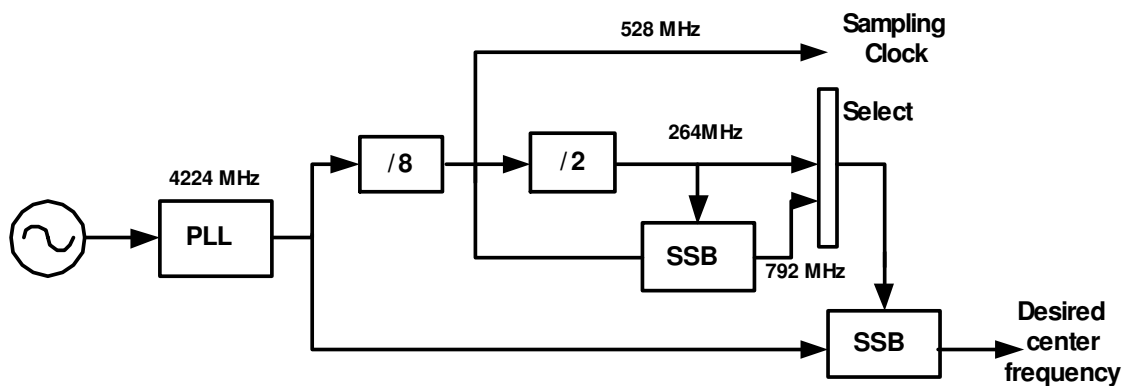 528 MHz
Sampling
Clock
Select
264MHz
/ 8
/ 2
4224 MHz
PLL
SSB
792 MHz
SSB
Desired
center
frequency